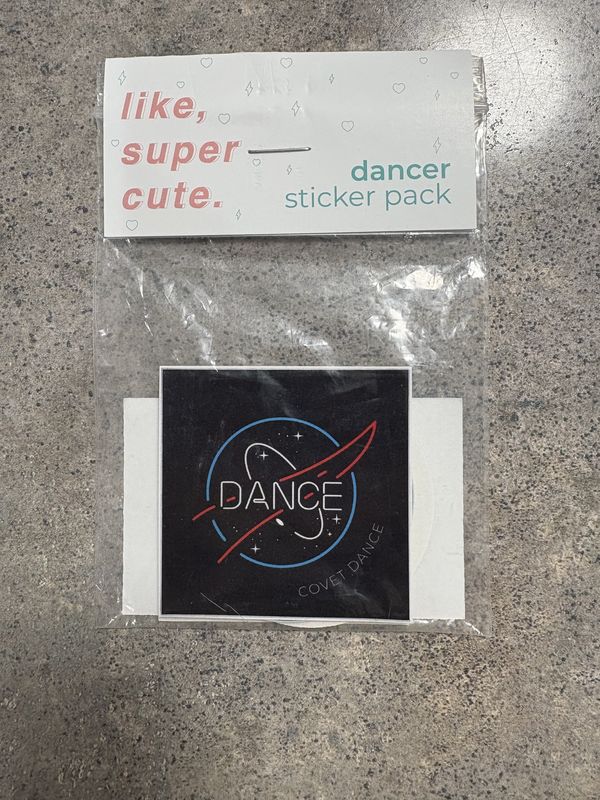 like,
super
cute.
dancer
sticker pack
DANCE
COVET DANCE